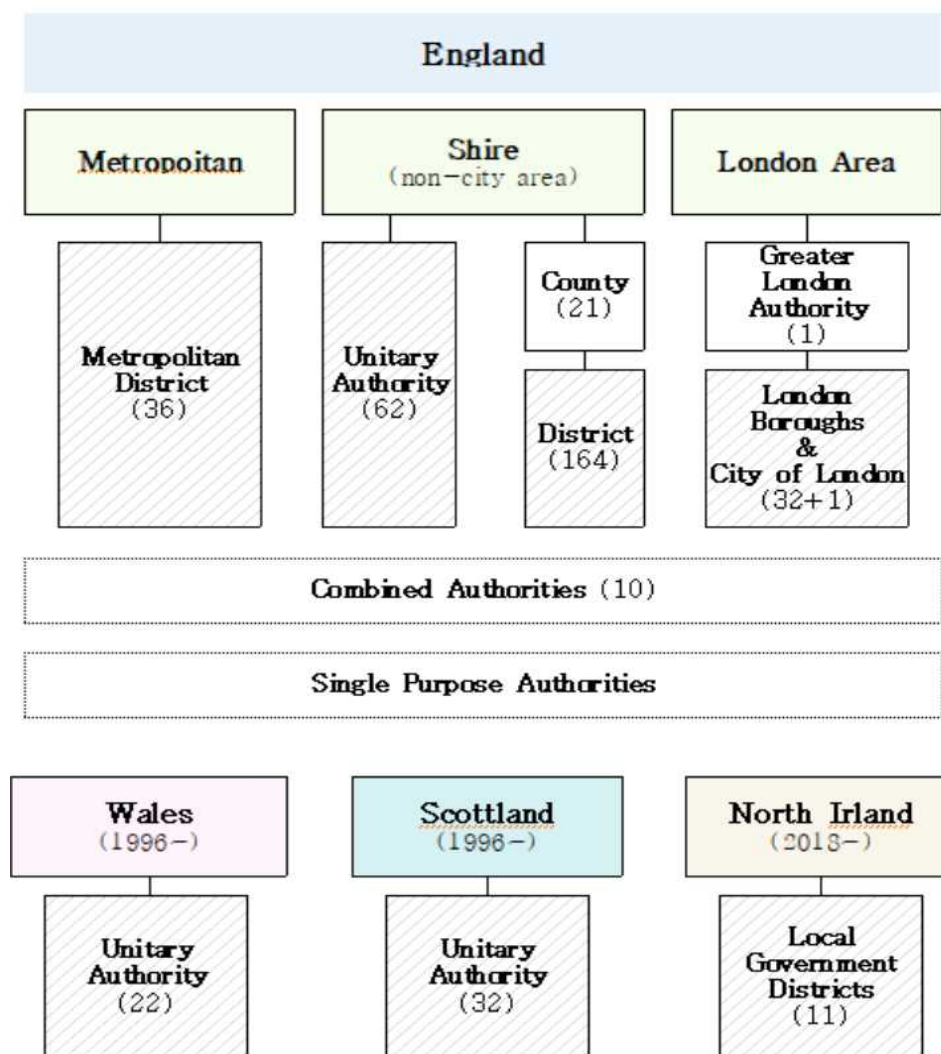 England
Metropoitan
Shire
(non-city area)
London Area
Metropolitan
District
(36)
Unitary
Authority
(62)
County
(21)
District
(164)
Greater
London
Authority
(1)
London
Boroughs
&
City of London
(32+1)
Combined Authorities (10)
Single Purpose Authorities
Wales
(1996-)
Scottland
(1996-)
North Irland
(2018-)
Unitary
Authority
(22)
Unitary
Authority
(32)
Local
Government
Districts
(11)